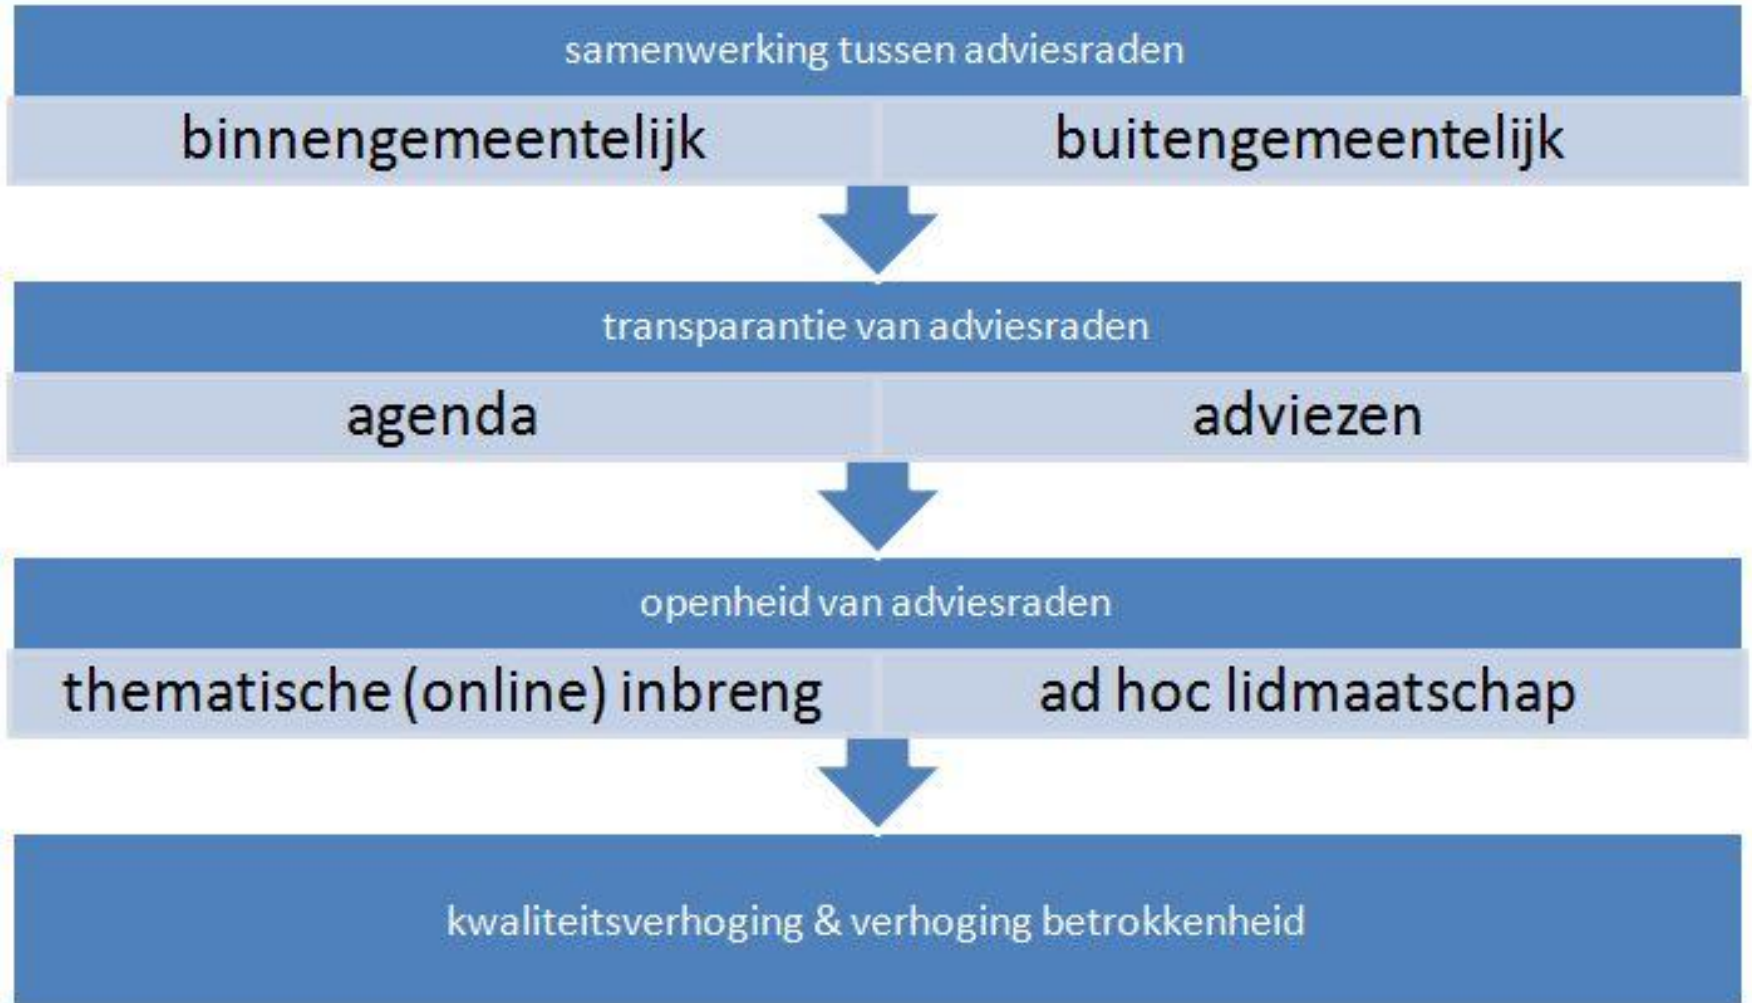 samenwerking tussen adviesraden
binnengemeentelijk
buitengemeentelijk
transparantie van adviesraden
agenda
adviezen
openheid van adviesraden
thematische (online) inbreng
ad hoc lidmaatschap
kwaliteitsverhoging & verhoging betrokkenheid